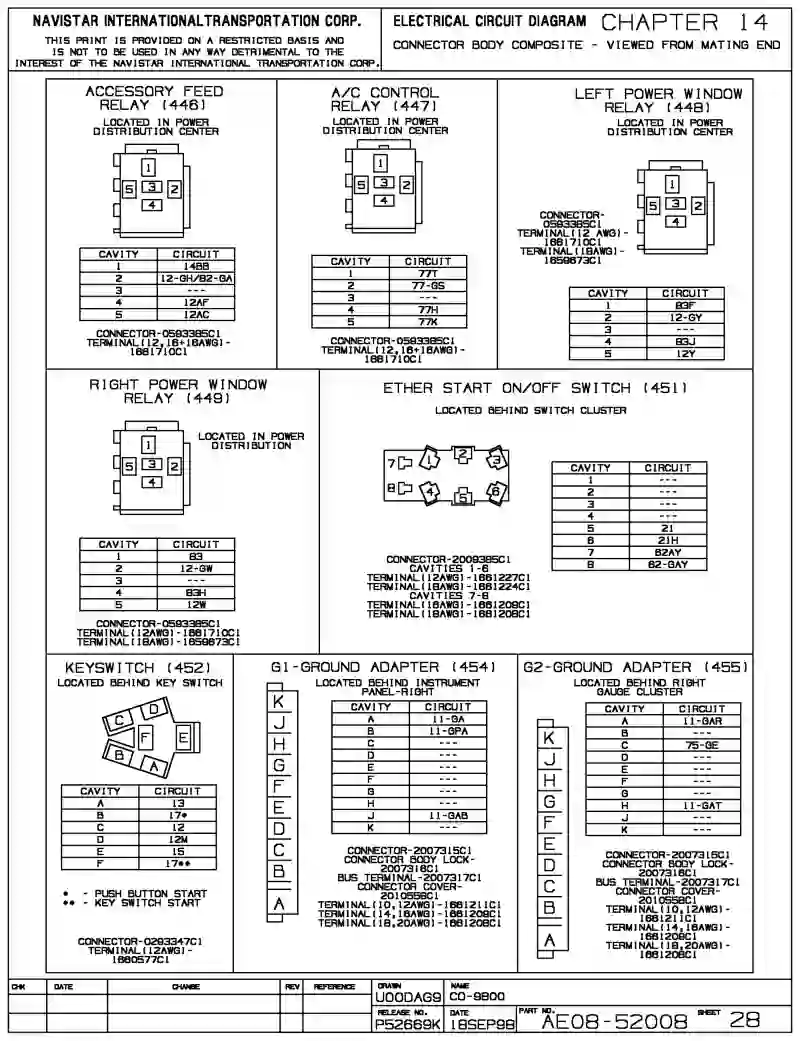 NAVISTAR INTERNATIONALTRANSPORTATION CORP.
THIS PRINT IS PROVIDED ON A RESTRICTED BASIS AND
IS NOT TO BE USED IN ANY WAY DETRIMENTAL TO THE
INTEREST OF THE NAVISTAR INTERNATIONAL TRANSPORTATION CORP.
ELECTRICAL CIRCUIT DIAGRAM CHAPTER 14
CONNECTOR BODY COMPOSITE - VIEWED FROM MATING END
ACCESSORY FEED
RELAY (446)
LOCATED IN POWER
DISTRIBUTION CENTER
1
5 3 2
4
CAVITY CIRCUIT
1 14BB
2 12-GH/82-GA
3 ---
4 12AF
5 12AC
CONNECTOR-0593385C1
TERMINAL(12,16+18AWG)-
1661710C1
A/C CONTROL
RELAY (447)
LOCATED IN POWER
DISTRIBUTION CENTER
1
5 3 2
4
CAVITY CIRCUIT
1 77T
2 77-GS
3 ---
4 77H
5 77K
CONNECTOR-0593385C1
TERMINAL(12,16+18AWG)-
1661710C1
LEFT POWER WINDOW
RELAY (448)
LOCATED IN POWER
DISTRIBUTION CENTER
1
5 3 2
4
CONNECTOR-
0593385C1
TERMINAL(12 AWG)-
1661710C1
TERMINAL(18AWG)-
1659873C1
CAVITY CIRCUIT
1 83F
2 12-GY
3 ---
4 83J
5 12Y
RIGHT POWER WINDOW
RELAY (449)
LOCATED IN POWER
DISTRIBUTION
1
5 3 2
4
CAVITY CIRCUIT
1 83
2 12-GW
3 ---
4 83H
5 12W
CONNECTOR-0593385C1
TERMINAL(12AWG)-1661710C1
TERMINAL(18AWG)-1659873C1
ETHER START ON/OFF SWITCH (451)
LOCATED BEHIND SWITCH CLUSTER
7 1 2 3
8 4 5 6
CONNECTOR-2009385C1
CAVITIES 1-6
TERMINAL(12AWG)-1661227C1
TERMINAL(18AWG)-1661224C1
CAVITIES 7-8
TERMINAL(16AWG)-1661209C1
TERMINAL(18AWG)-1661208C1
CAVITY CIRCUIT
1 ---
2 ---
3 ---
4 ---
5 21
6 21H
7 82AY
8 82-GAY
KEYSWITCH (452)
LOCATED BEHIND KEY SWITCH
C D
F E
B A
CAVITY CIRCUIT
A 13
B 17*
C 12
D 12M
E 15
F 17**
* - PUSH BUTTON START
** - KEY SWITCH START
CONNECTOR-0293347C1
TERMINAL(12AWG)-
1660577C1
G1-GROUND ADAPTER (454)
LOCATED BEHIND INSTRUMENT
PANEL-RIGHT
K
J
H
G
F
E
D
C
B
A
CAVITY CIRCUIT
A 11-GA
B 11-GPA
C ---
D ---
E ---
F ---
G ---
H ---
J 11-GAB
K ---
CONNECTOR-2007315C1
CONNECTOR BODY LOCK-
2007316C1
BUS TERMINAL-2007317C1
CONNECTOR COVER-
2010558C1
TERMINAL(10,12AWG)-1661211C1
TERMINAL(14,16AWG)-1661209C1
TERMINAL(18,20AWG)-1661208C1
G2-GROUND ADAPTER (455)
LOCATED BEHIND RIGHT
GAUGE CLUSTER
K
J
H
G
F
E
D
C
B
A
CAVITY CIRCUIT
A 11-GAR
B ---
C 75-GE
D ---
E ---
F ---
G ---
H 11-GAT
J ---
K ---
CONNECTOR-2007315C1
CONNECTOR BODY LOCK-
2007316C1
BUS TERMINAL-2007317C1
CONNECTOR COVER-
2010558C1
TERMINAL(10,12AWG)-
1661211C1
TERMINAL(14,16AWG)-
1661209C1
TERMINAL(18,20AWG)-
1661208C1
CHK DATE CHANGE REV REFERENCE
DRAWN U00DAG9 NAME CO-9800
RELEASE NO. P52669K DATE 18SEP98 PART NO. AE08-52008 SHEET 28